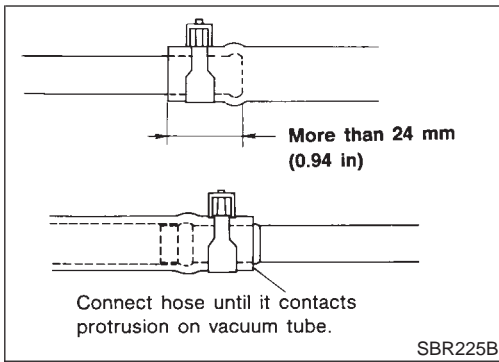 More than 24 mm
(0.94 in)
Connect hose until it contacts
protrusion on vacuum tube.
SBR225B